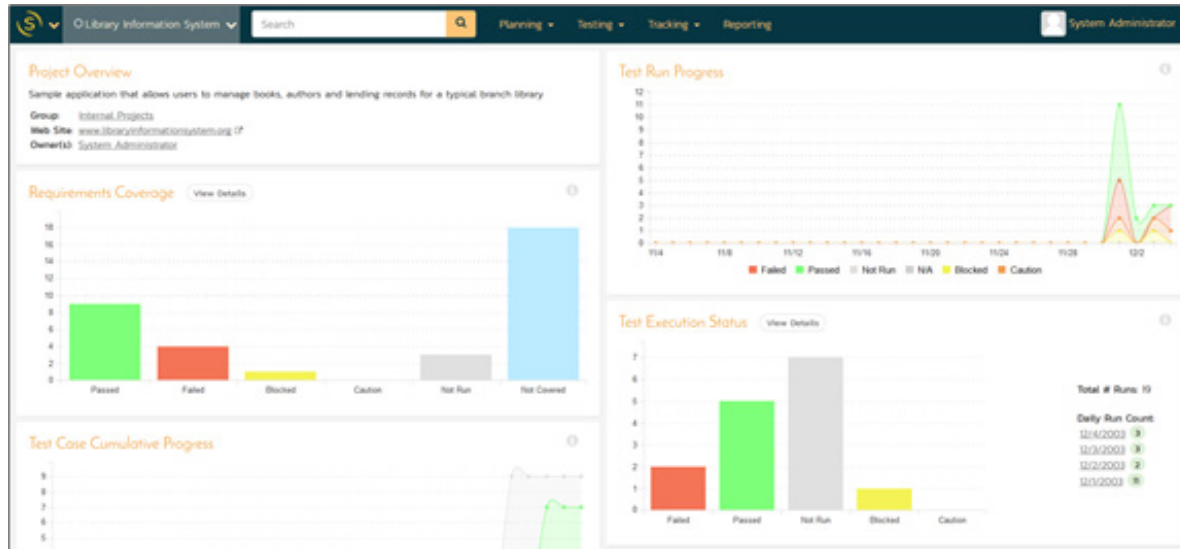 Library Information System
Search
Planning
Testing
Tracking
Reporting
System Administrator
Project Overview
Sample application that allows users to manage books, authors and lending records for a typical branch library
Group: Internal Projects
Web Site: www.libraryinformationsystem.org
Owner(s): System Administrator
Requirements Coverage
View Details
18
16
14
12
10
8
6
4
2
0
Passed Failed Blocked Caution Not Run Not Covered
Test Case Cumulative Progress
9
8
7
6
5
Test Run Progress
12
11
10
9
8
7
6
5
4
3
2
1
0
11/4 11/8 11/12 11/16 11/20 11/24 11/28 12/2
Failed Passed Not Run N/A Blocked Caution
Test Execution Status
View Details
7
6
5
4
3
2
1
0
Failed Passed Not Run Blocked Caution
Total # Runs: 19
Daily Run Count:
12/4/2003 3
12/3/2003 3
12/2/2003 2
12/1/2003 11